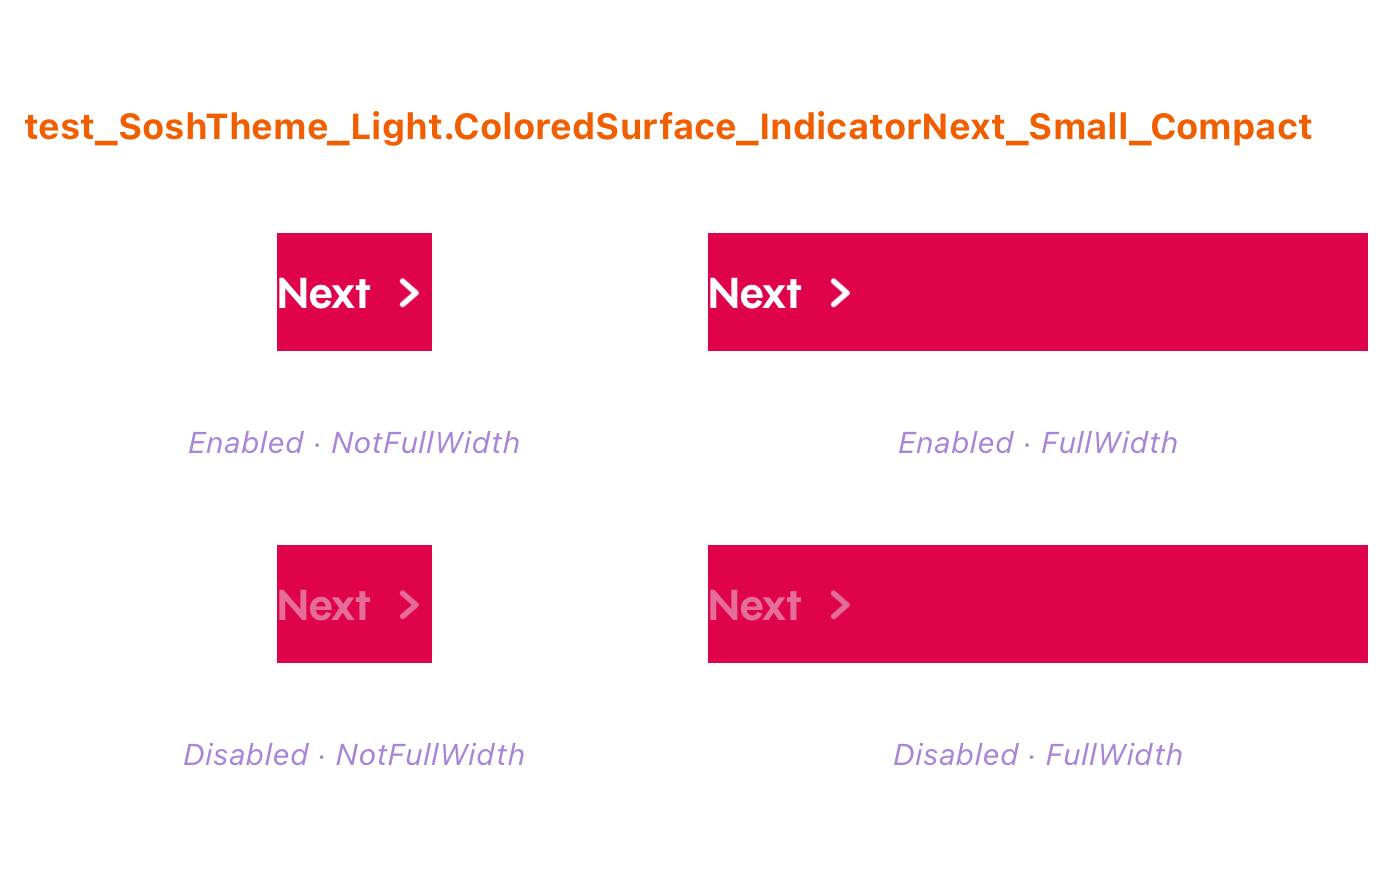 test_SoshTheme_Light.ColoredSurface_IndicatorNext_Small_Compact
Next Next
Enabled · NotFullWidth Enabled · FullWidth
Next Next
Disabled · NotFullWidth Disabled · FullWidth